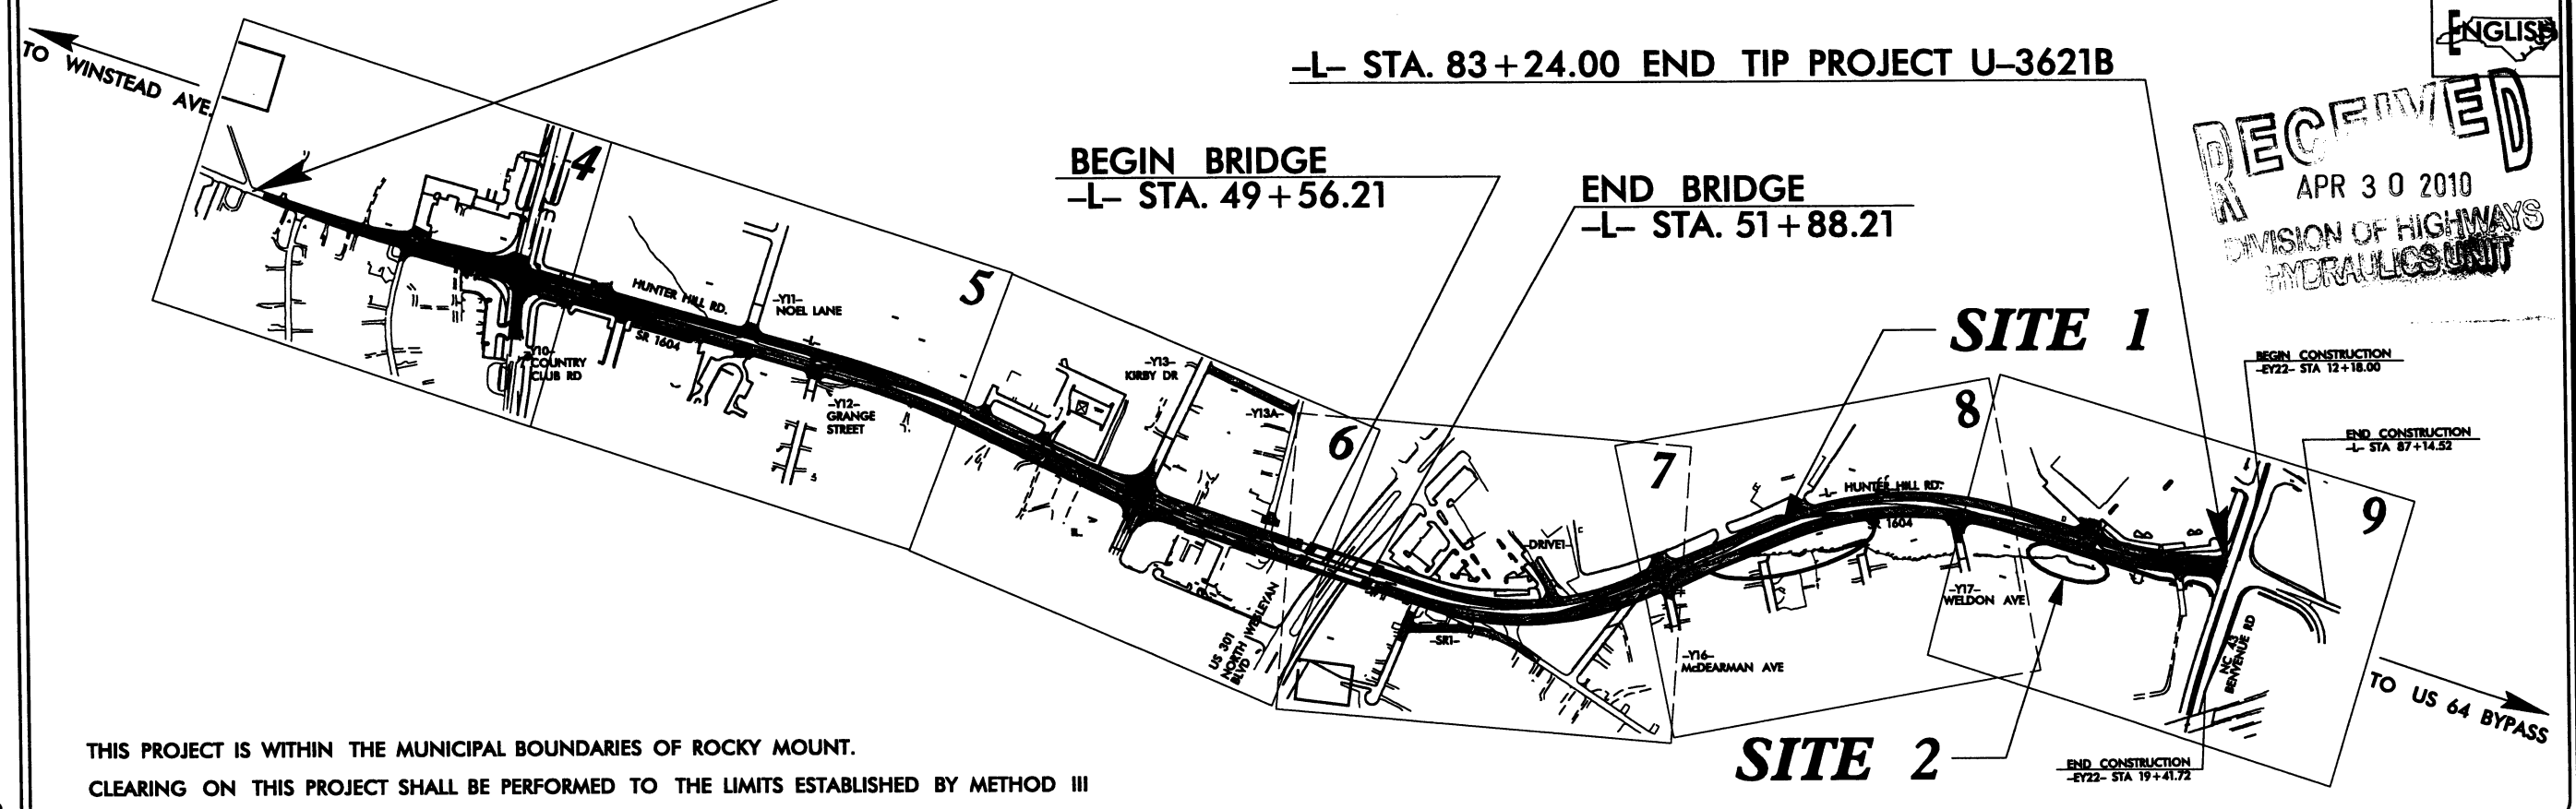 ENGLISH
TO WINSTEAD AVE.
-L- STA. 83+24.00 END TIP PROJECT U-3621B
RECEIVED
APR 30 2010
DIVISION OF HIGHWAYS
HYDRAULICS UNIT
BEGIN BRIDGE
-L- STA. 49+56.21
END BRIDGE
-L- STA. 51+88.21
4
5
6
7
8
9
HUNTER HILL RD.
SR 1604
-Y11-
NOEL LANE
-L-
-Y10-
COUNTRY
CLUB RD
-Y12-
GRANGE
STREET
-Y13-
KIRBY DR
-Y13A-
SITE 1
BEGIN CONSTRUCTION
-EY22- STA 12+18.00
END CONSTRUCTION
-L- STA 87+14.52
-L- HUNTER HILL RD.
SR 1604
-DRIVE1-
US 301
NORTH WESLEYAN
BLVD
-SR1-
-Y16-
McDEARMAN AVE
-Y17-
WELDON AVE
NC 43
BENVENUE RD
TO US 64 BYPASS
SITE 2
END CONSTRUCTION
-EY22- STA 19+41.72
THIS PROJECT IS WITHIN THE MUNICIPAL BOUNDARIES OF ROCKY MOUNT.
CLEARING ON THIS PROJECT SHALL BE PERFORMED TO THE LIMITS ESTABLISHED BY METHOD III